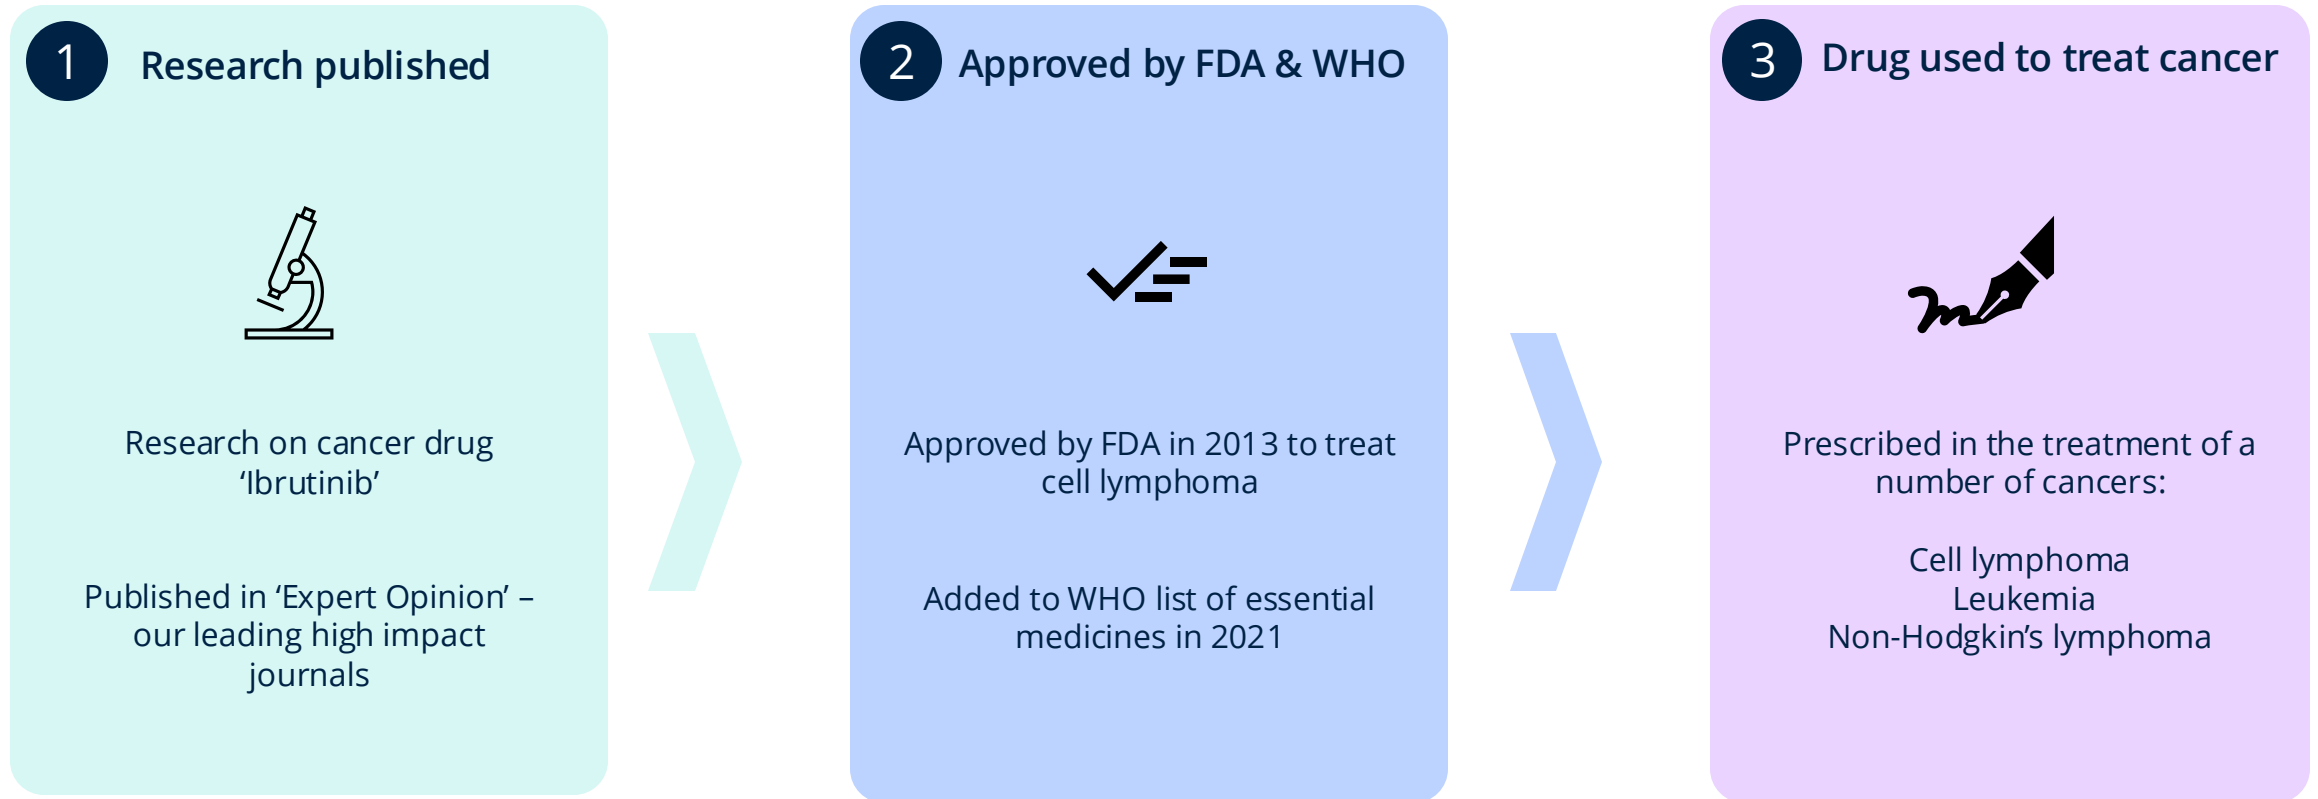 1
Research published
Research on cancer drug
‘Ibrutinib’
Published in ‘Expert Opinion’ –
our leading high impact
journals
2
Approved by FDA & WHO
Approved by FDA in 2013 to treat
cell lymphoma
Added to WHO list of essential
medicines in 2021
3
Drug used to treat cancer
Prescribed in the treatment of a
number of cancers:
Cell lymphoma
Leukemia
Non-Hodgkin’s lymphoma